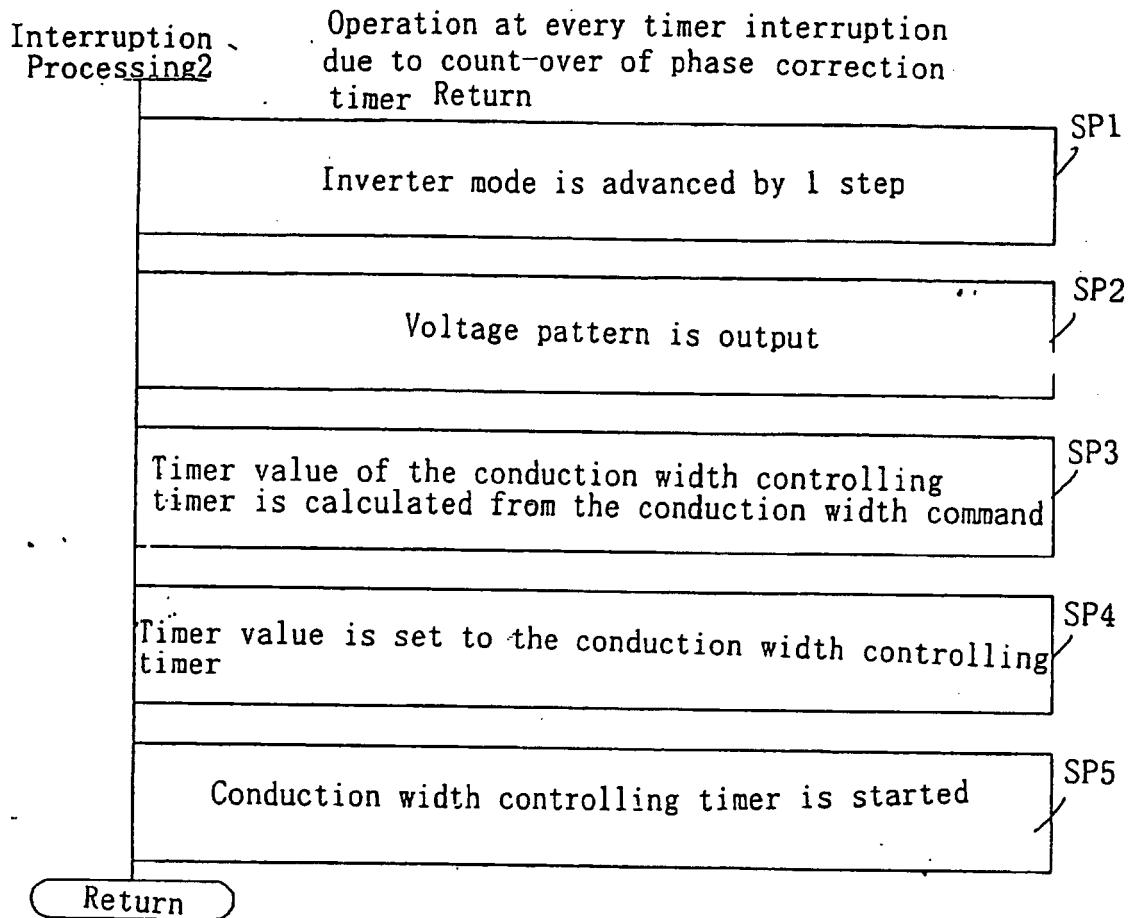 Interruption
Processing2
Operation at every timer interruption
due to count-over of phase correction
timer Return
SP1
Inverter mode is advanced by 1 step
SP2
Voltage pattern is output
SP3
Timer value of the conduction width controlling
timer is calculated from the conduction width command
SP4
Timer value is set to the conduction width controlling
timer
SP5
Conduction width controlling timer is started
Return